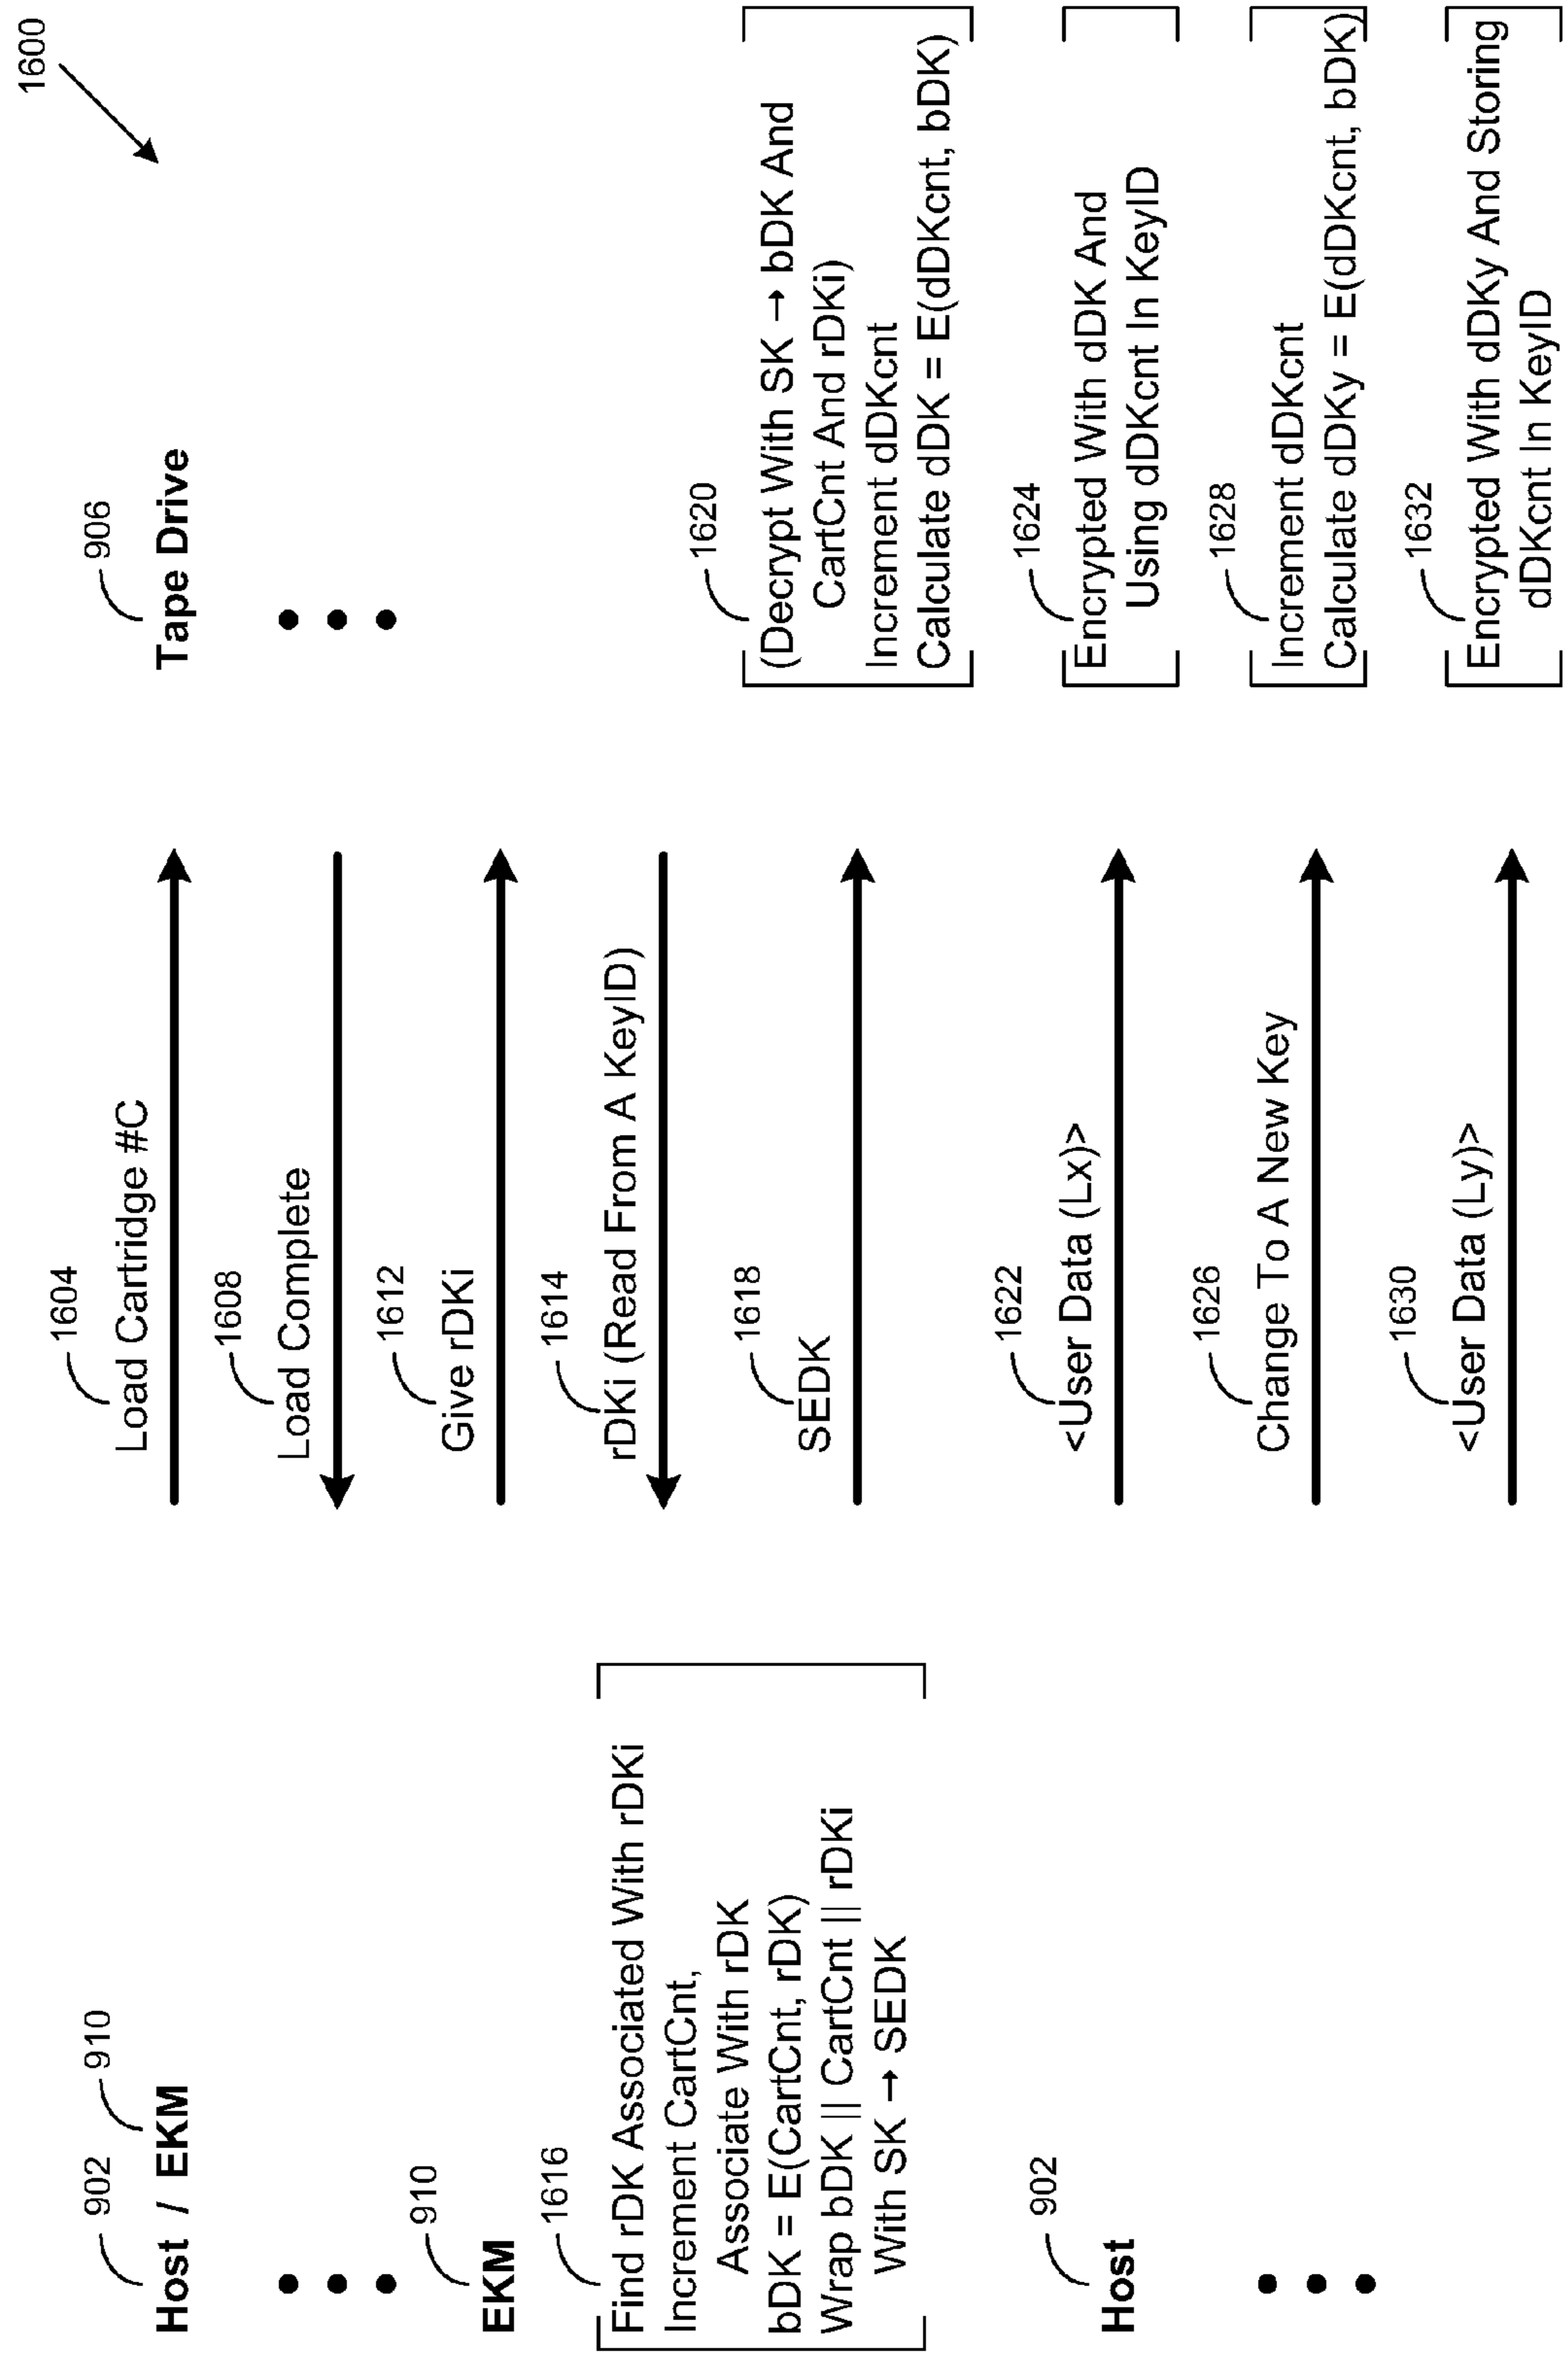 1600
902
910
906
Host / EKM
Tape Drive
1604
Load Cartridge #C
1608
Load Complete
910
EKM
1612
Give rDKi
1614
rDKi (Read From A KeyID)
1616
Find rDK Associated With rDKi
Increment CartCnt,
Associate With rDK
bDK = E(CartCnt, rDK)
Wrap bDK || CartCnt || rDKi
With SK → SEDK
1618
SEDK
1620
(Decrypt With SK → bDK And
CartCnt And rDKi)
Increment dDKcnt
Calculate dDK = E(dDKcnt, bDK)
902
Host
1622
<User Data (Lx)>
1624
Encrypted With dDK And
Using dDKcnt In KeyID
1626
Change To A New Key
1628
Increment dDKcnt
Calculate dDKy = E(dDKcnt, bDK)
1630
<User Data (Ly)>
1632
Encrypted With dDKy And Storing
dDKcnt In KeyID